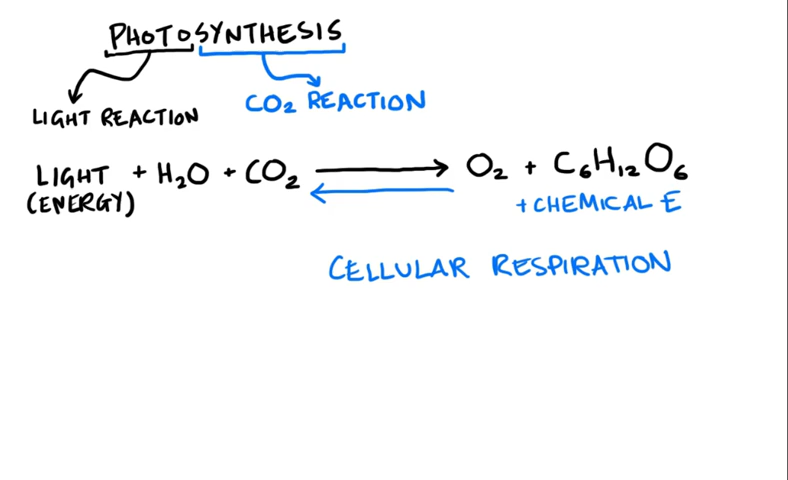 PHOTOSYNTHESIS
LIGHT REACTION
CO₂ REACTION
LIGHT + H₂O + CO₂ → O₂ + C₆H₁₂O₆
(ENERGY)
← + CHEMICAL E
CELLULAR RESPIRATION